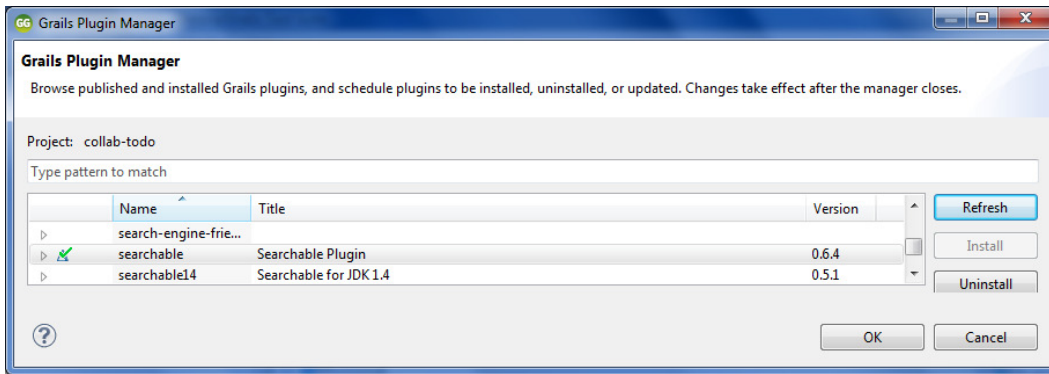 GG Grails Plugin Manager
Grails Plugin Manager
Browse published and installed Grails plugins, and schedule plugins to be installed, uninstalled, or updated. Changes take effect after the manager closes.
Project: collab-todo
Type pattern to match
Name Title Version
Refresh
search-engine-frie...
searchable Searchable Plugin 0.6.4
Install
searchable14 Searchable for JDK 1.4 0.5.1
Uninstall
? OK Cancel